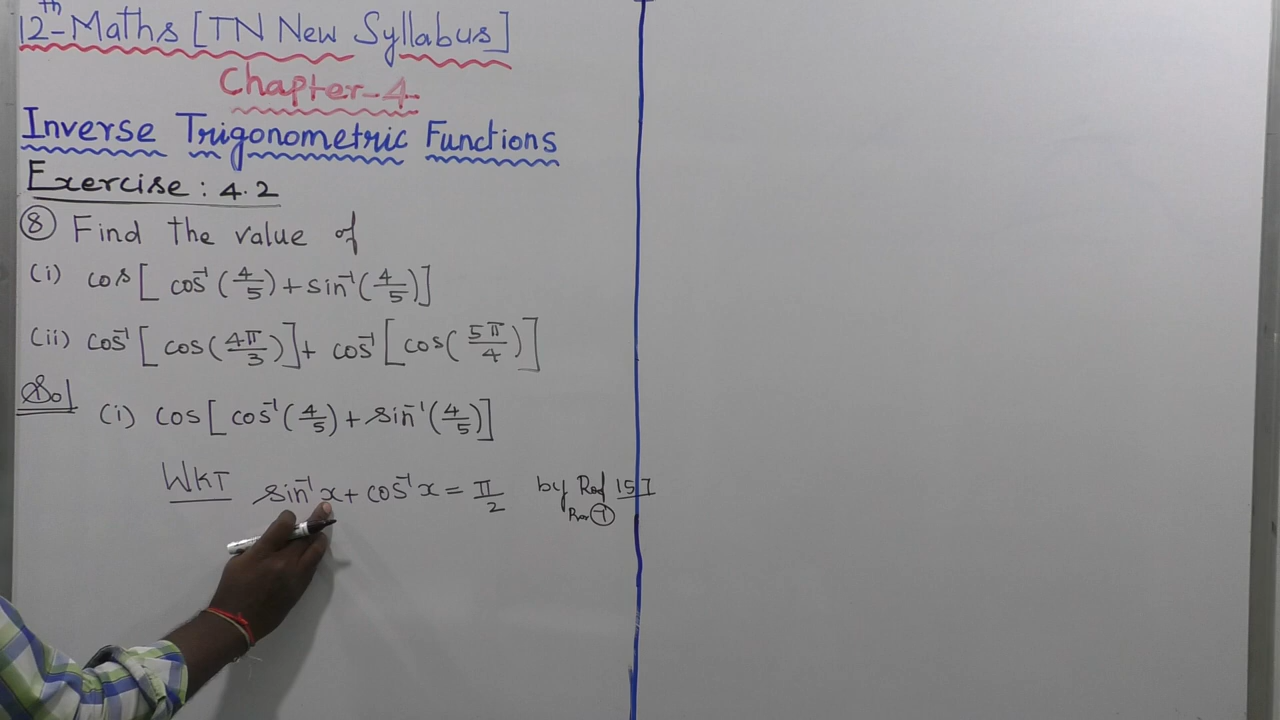 12th-Maths [TN New Syllabus]
Chapter-4
Inverse Trigonometric Functions
Exercise: 4.2
⑧ Find the value of
(i) cos[cos⁻¹(4/5)+sin⁻¹(4/5)]
(ii) cos⁻¹[cos(4π/3)]+cos⁻¹[cos(5π/4)]
Sol
(i) cos[cos⁻¹(4/5)+sin⁻¹(4/5)]
WKT sin⁻¹x+cos⁻¹x=π/2 by 157
⑦